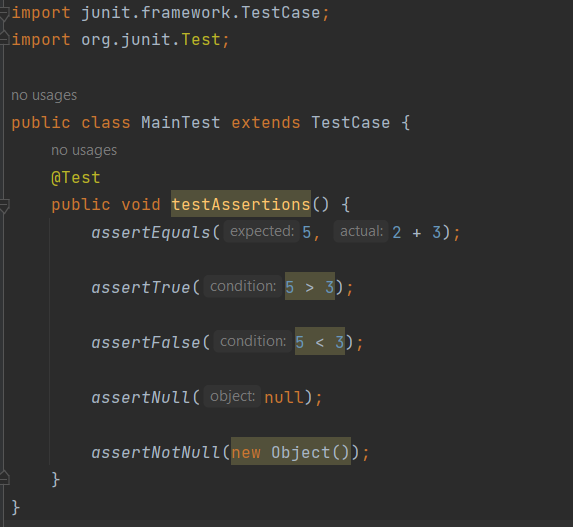 import junit.framework.TestCase;
import org.junit.Test;
no usages
public class MainTest extends TestCase {
no usages
@Test
public void testAssertions() {
assertEquals( expected: 5, actual: 2 + 3);
assertTrue( condition: 5 > 3);
assertFalse( condition: 5 < 3);
assertNull( object: null);
assertNotNull(new Object());
}
}